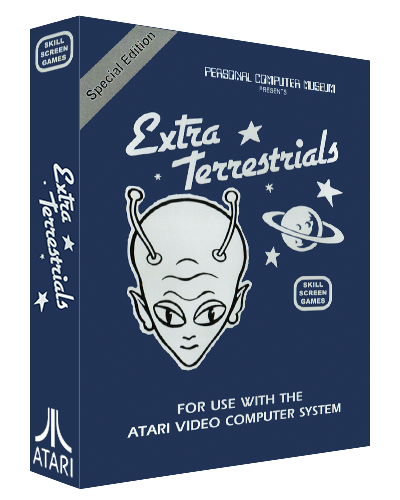 SKILL
SCREEN
GAMES
Extra
Terrestrials
ATARI
Special Edition
PERSONAL COMPUTER MUSEUM
PRESENTS
Extra
Terrestrials
SKILL
SCREEN
GAMES
FOR USE WITH THE
ATARI VIDEO COMPUTER SYSTEM